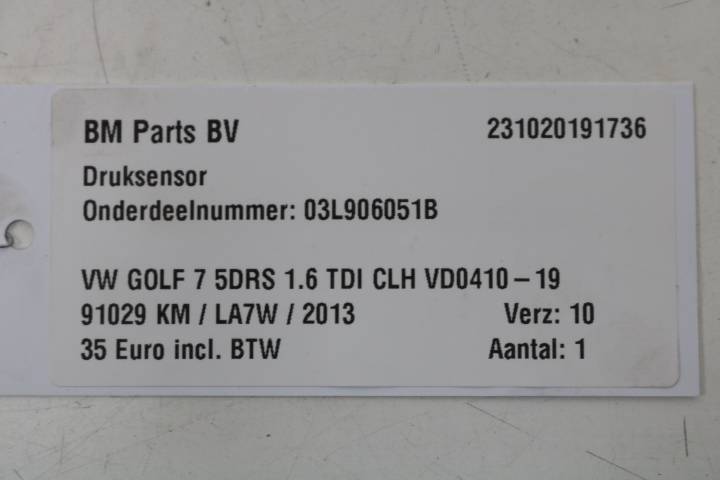 BM Parts BV 231020191736
Druksensor
Onderdeelnummer: 03L906051B
VW GOLF 7 5DRS 1.6 TDI CLH VD0410 – 19
91029 KM / LA7W / 2013 Verz: 10
35 Euro incl. BTW Aantal: 1